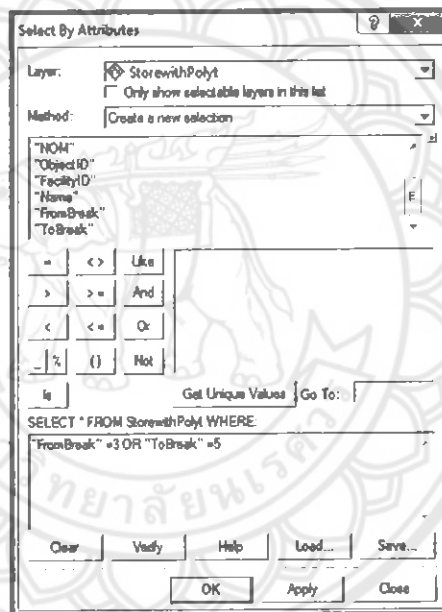 Select By Attributes
? X
Layer: StorewithPolyt
Only show selectable layers in this list
Method: Create a new selection
"NOM"
"ObjectID"
"FacilityID"
"Name"
"FromBreak"
"ToBreak"
= <> Like
> >= And
< <= Or
_ % () Not
Is Get Unique Values Go To:
SELECT * FROM StorewithPolyt WHERE:
"FromBreak" =3 OR "ToBreak" =5
Clear Verify Help Load... Save...
OK Apply Close